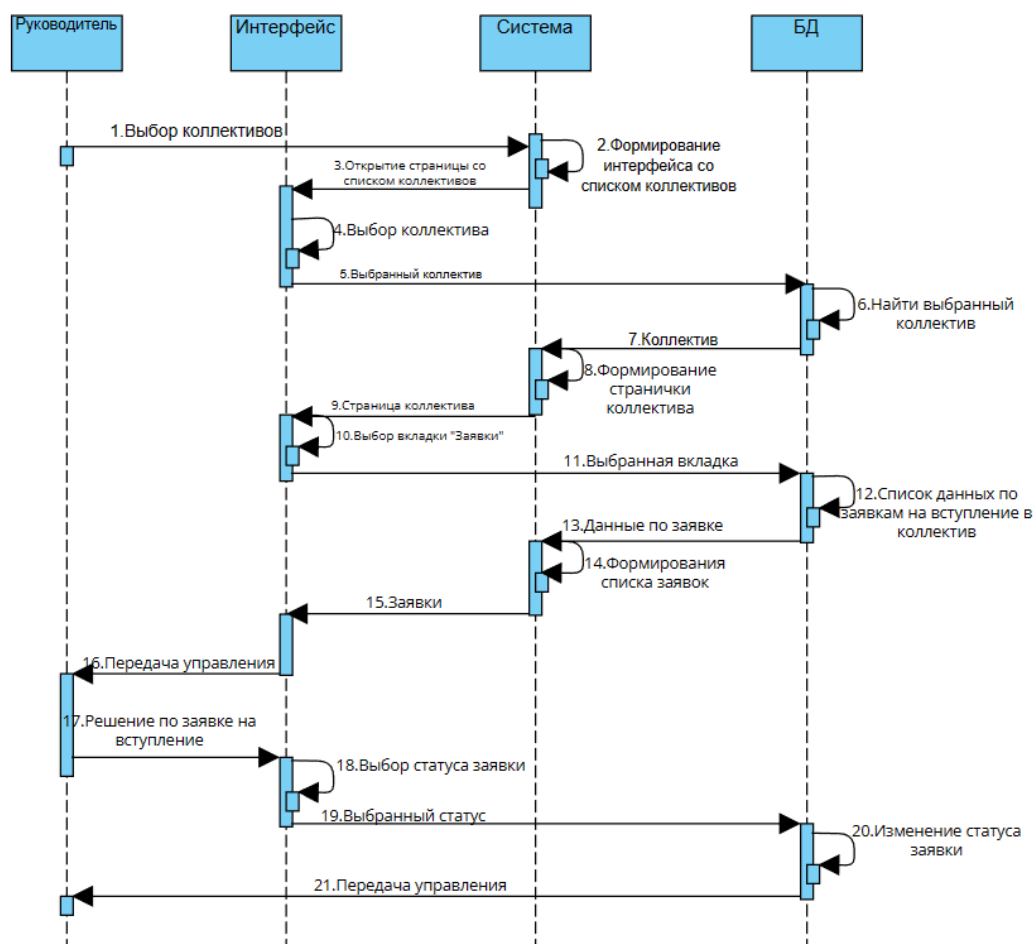 Руководитель
Интерфейс
Система
БД
1.Выбор коллективов
2.Формирование
интерфейса со
списком коллективов
3.Открытие страницы со
списком коллективов
4.Выбор коллектива
5.Выбранный коллектив
6.Найти выбранный
коллектив
7.Коллектив
8.Формирование
странички
коллектива
9.Страница коллектива
10.Выбор вкладки "Заявки"
11.Выбранная вкладка
12.Список данных по
заявкам на вступление в
коллектив
13.Данные по заявке
14.Формирования
списка заявок
15.Заявки
16.Передача управления
17.Решение по заявке на
вступление
18.Выбор статуса заявки
19.Выбранный статус
20.Изменение статуса
заявки
21.Передача управления